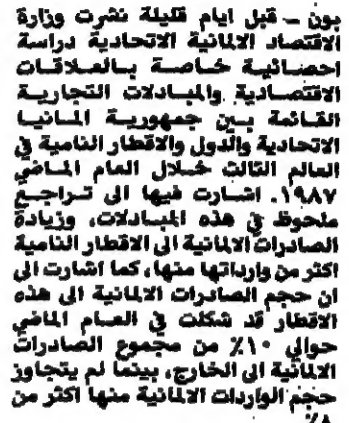 بون ـ قبل ايام قليلة نشرت وزارة
الاقتصاد الالمانية الاتحادية دراسة
احصائية خاصة بالعلاقات
الاقتصادية والمبادلات التجارية
القائمة بين جمهورية المانيا
الاتحادية والدول والاقطار النامية في
العالم الثالث خلال العام الماضي
١٩٨٧. اشارت فيها الى تراجع
ملحوظ في هذه المبادلات، وزيادة
الصادرات الالمانية الى الاقطار النامية
اكثر من وارداتها منها، كما اشارت الى
ان حجم الصادرات الالمانية الى هذه
الاقطار قد شكلت في العام الماضي
حوالي ١٠٪ من مجموع الصادرات
الالمانية الى الخارج، بينما لم يتجاوز
حجم الواردات الالمانية منها اكثر من
٨٪